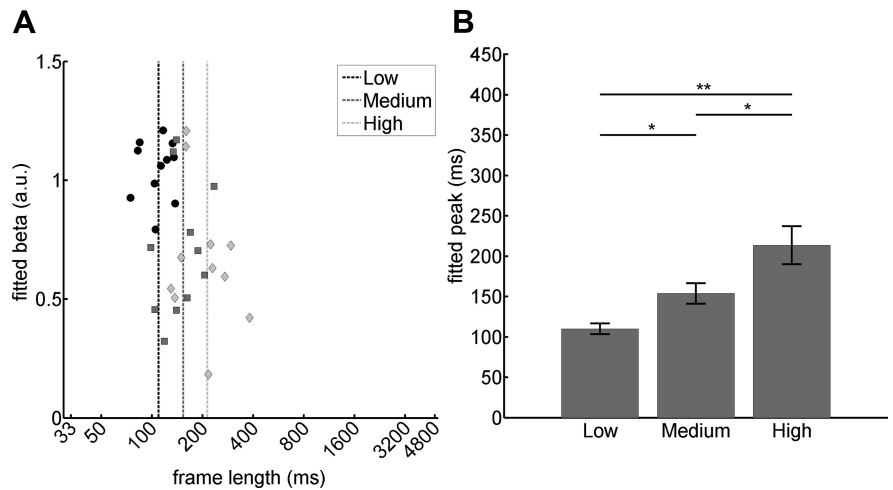 A
1.5
1
0.5
0
fitted beta (a.u.)
33 50 100 200 400 800 1600 3200 4800
frame length (ms)
Low
Medium
High
B
450
400
350
300
250
200
150
100
50
0
fitted peak (ms)
**
*
*
Low Medium High